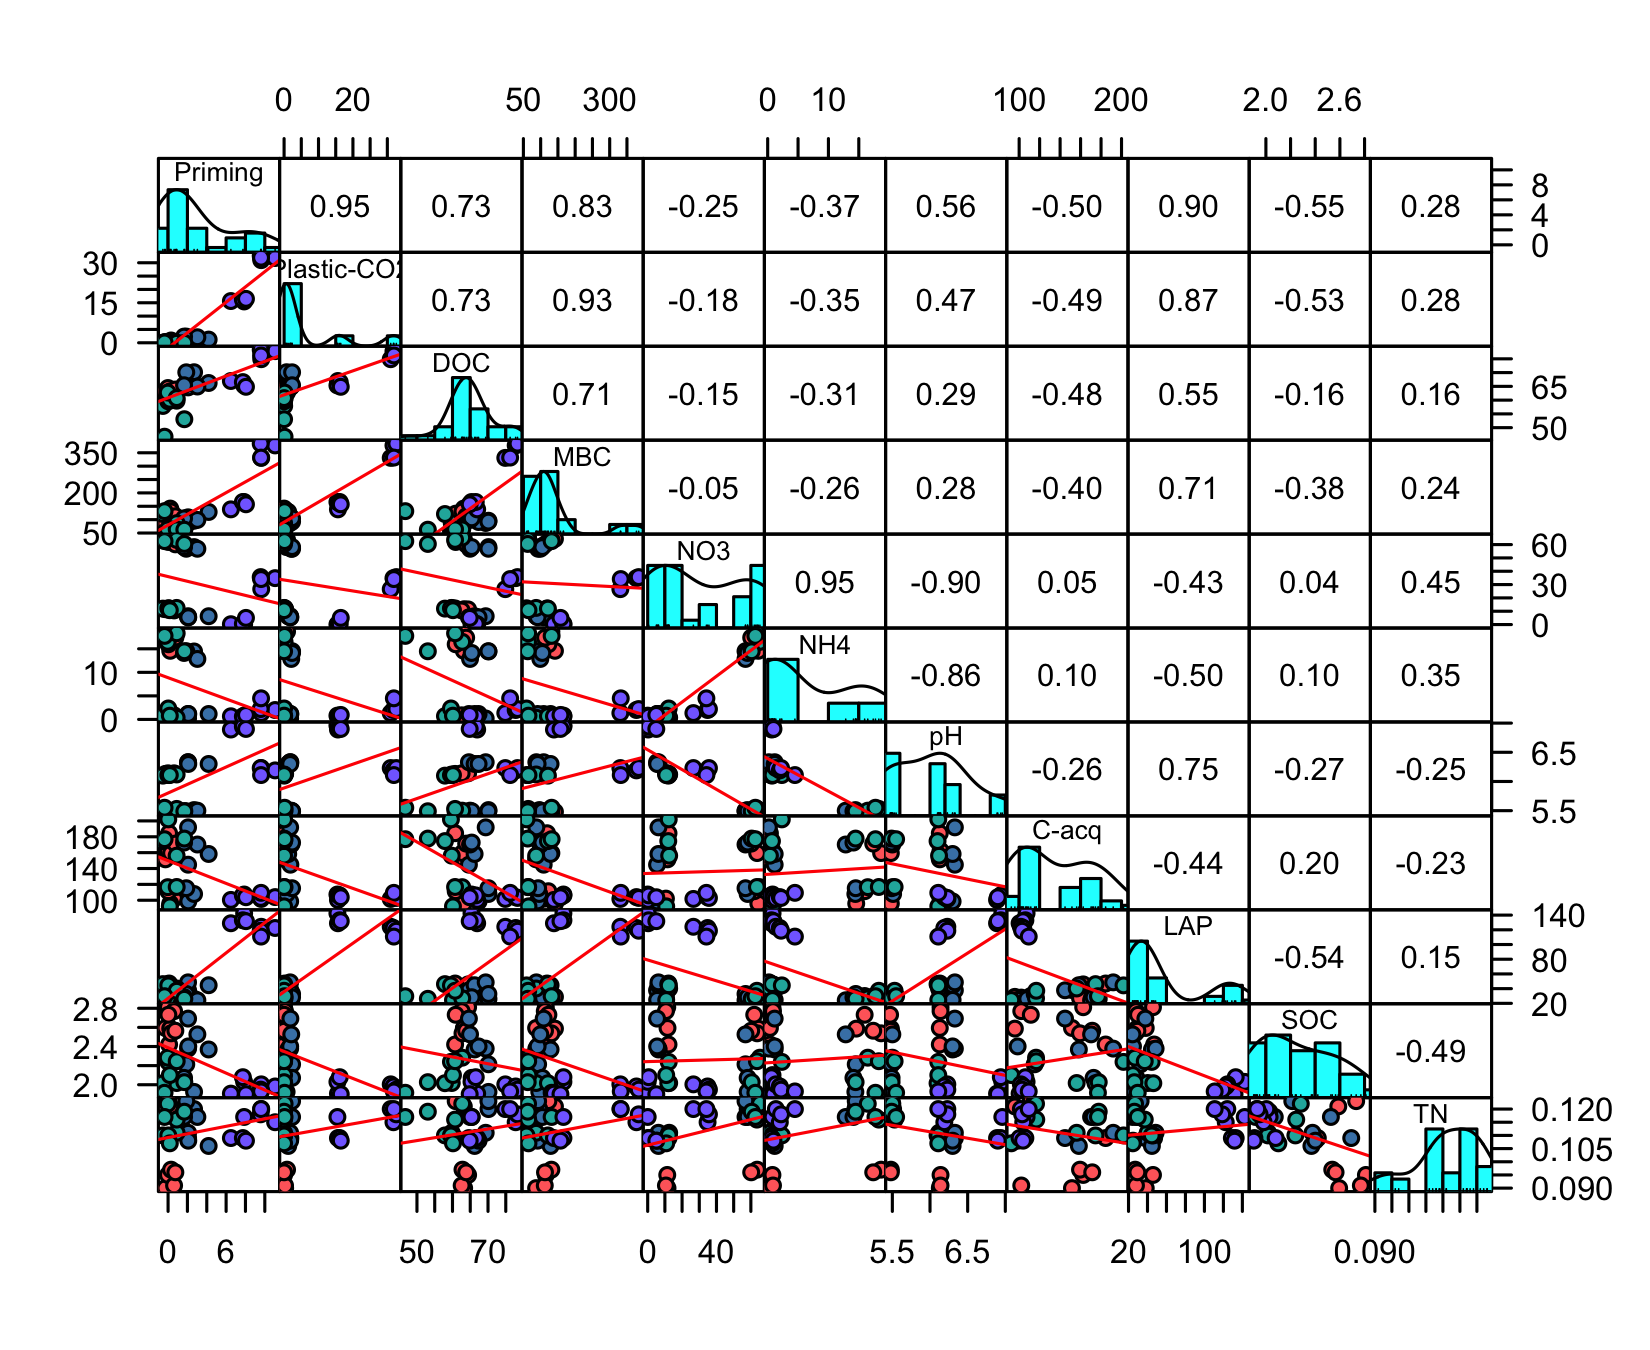 0 20 50 300 0 10 100 200 2.0 2.6
Priming 0.95 0.73 0.83 -0.25 -0.37 0.56 -0.50 0.90 -0.55 0.28 8 4 0
30 15 0 Plastic-CO2 0.73 0.93 -0.18 -0.35 0.47 -0.49 0.87 -0.53 0.28
DOC 0.71 -0.15 -0.31 0.29 -0.48 0.55 -0.16 0.16 65 50
350 200 50 MBC -0.05 -0.26 0.28 -0.40 0.71 -0.38 0.24
NO3 0.95 -0.90 0.05 -0.43 0.04 0.45 60 30 0
10 0 NH4 -0.86 0.10 -0.50 0.10 0.35
pH -0.26 0.75 -0.27 -0.25 6.5 5.5
180 140 100 C-acq -0.44 0.20 -0.23
LAP -0.54 0.15 140 80 20
2.8 2.4 2.0 SOC -0.49
TN 0.120 0.105 0.090
0 6 50 70 0 40 5.5 6.5 20 100 0.090